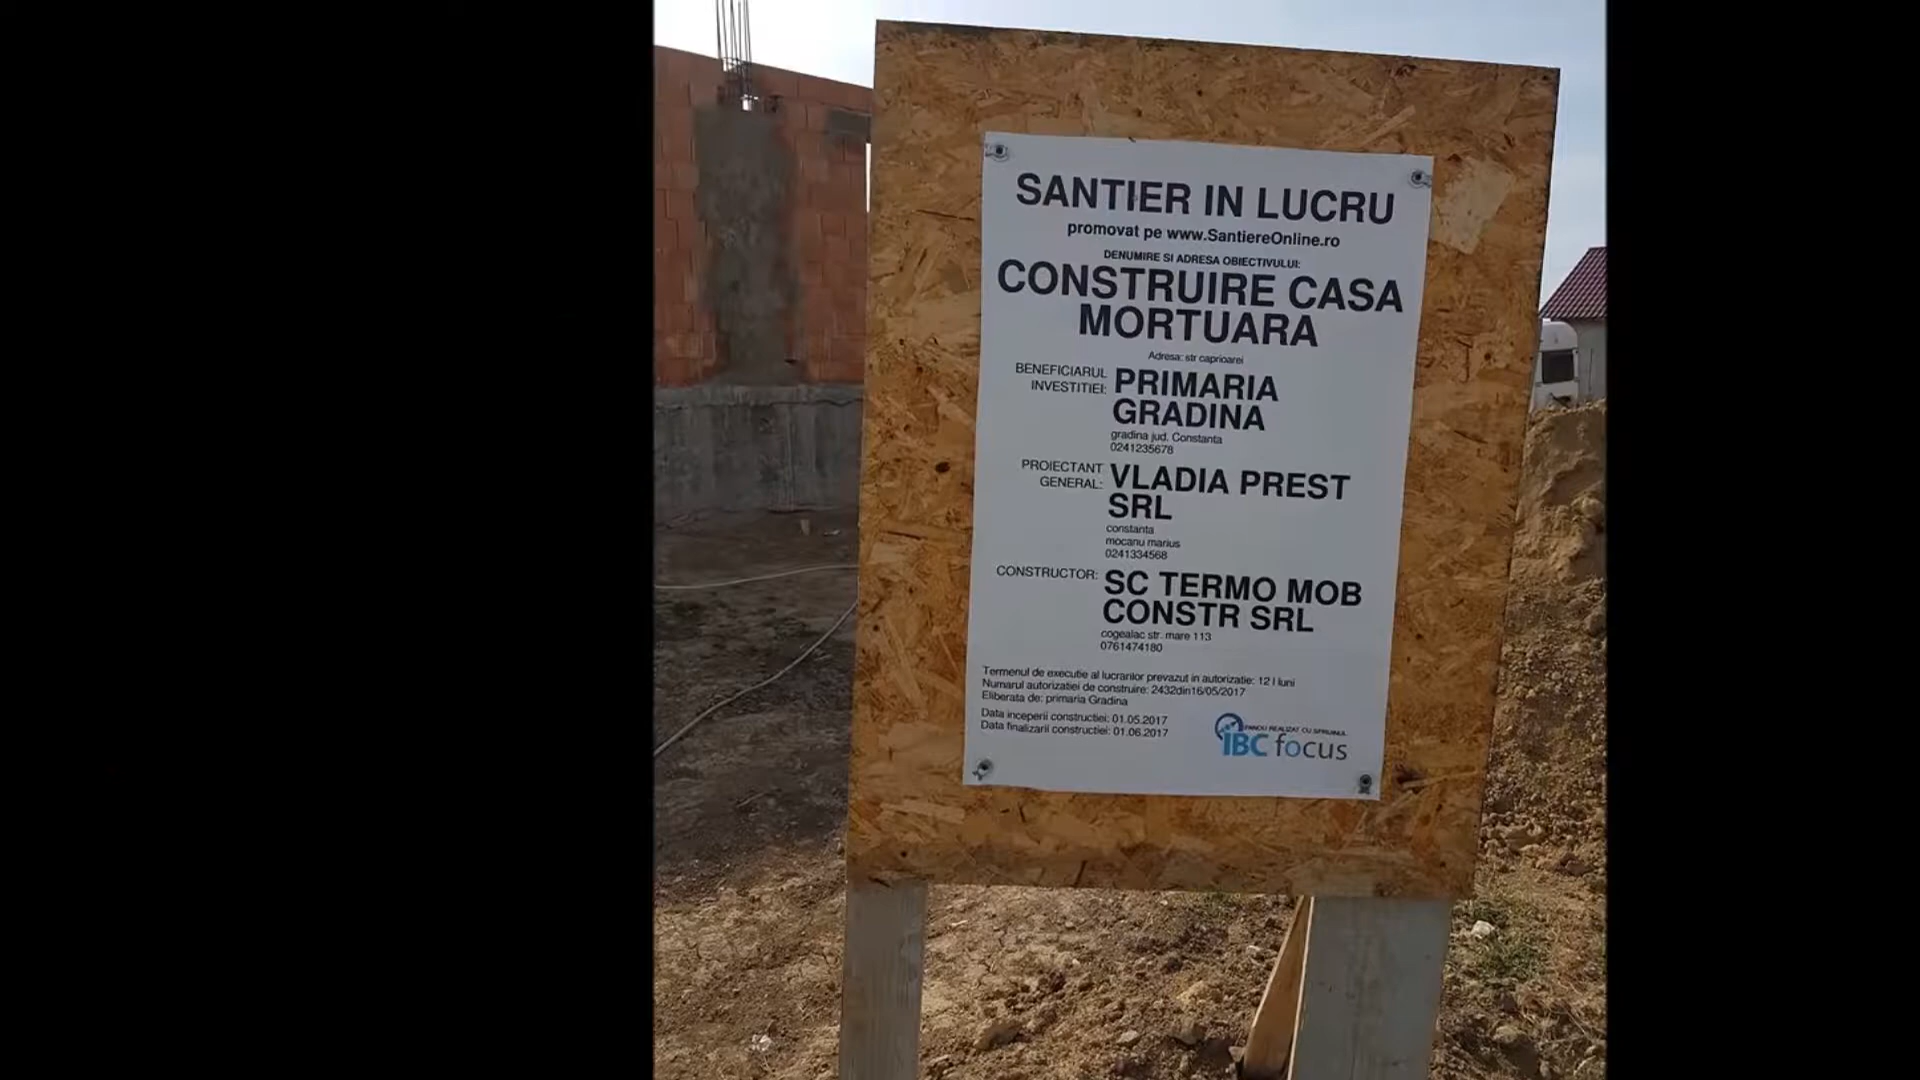 SANTIER IN LUCRU
promovat pe www.SantiereOnline.ro
DENUMIRE SI ADRESA OBIECTIVULUI:
CONSTRUIRE CASA
MORTUARA
Adresa: str caprioarei
BENEFICIARUL
INVESTITIEI:
PRIMARIA
GRADINA
gradina jud. Constanta
0241235678
PROIECTANT
GENERAL:
VLADIA PREST
SRL
constanta
mocanu marius
0241334568
CONSTRUCTOR:
SC TERMO MOB
CONSTR SRL
cogealac str. mare 113
0761474180
Termenul de executie al lucrarilor prevazut in autorizatie: 12 l luni
Numarul autorizatiei de construire: 2432din16/05/2017
Eliberata de: primaria Gradina
Data inceperii constructiei: 01.05.2017
Data finalizarii constructiei: 01.06.2017
PANOU REALIZAT CU SPRIJINUL
IBC focus